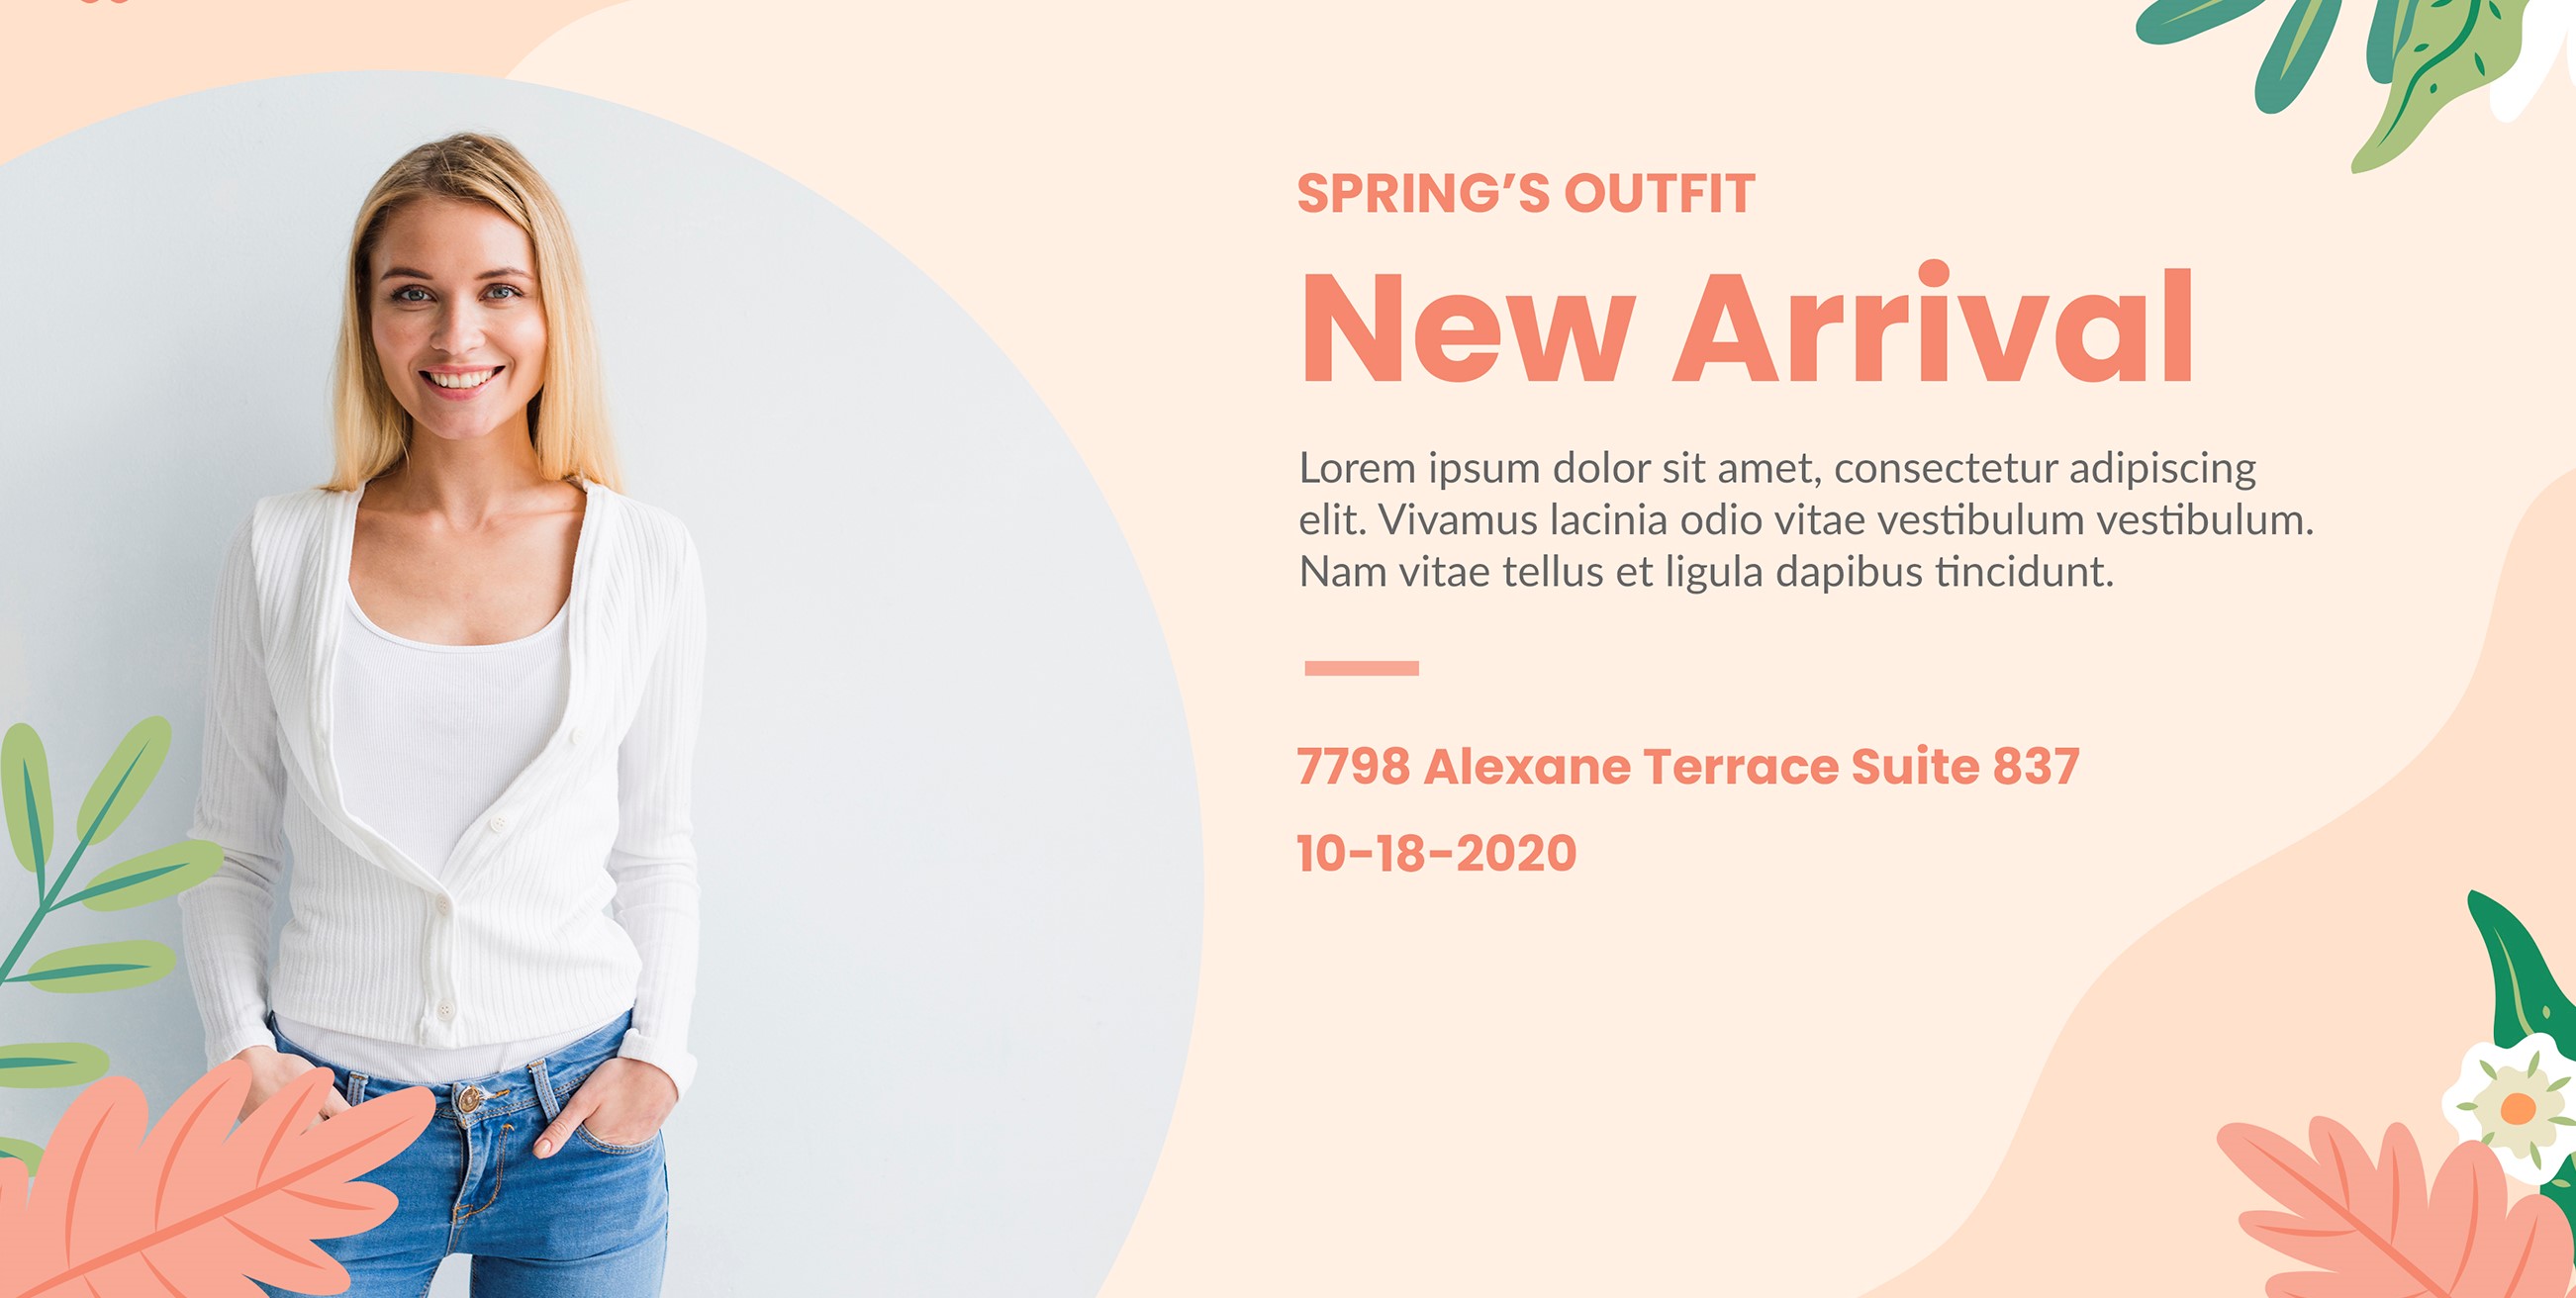 SPRING’S OUTFIT
New Arrival
Lorem ipsum dolor sit amet, consectetur adipiscing
elit. Vivamus lacinia odio vitae vestibulum vestibulum.
Nam vitae tellus et ligula dapibus tincidunt.
7798 Alexane Terrace Suite 837
10-18-2020